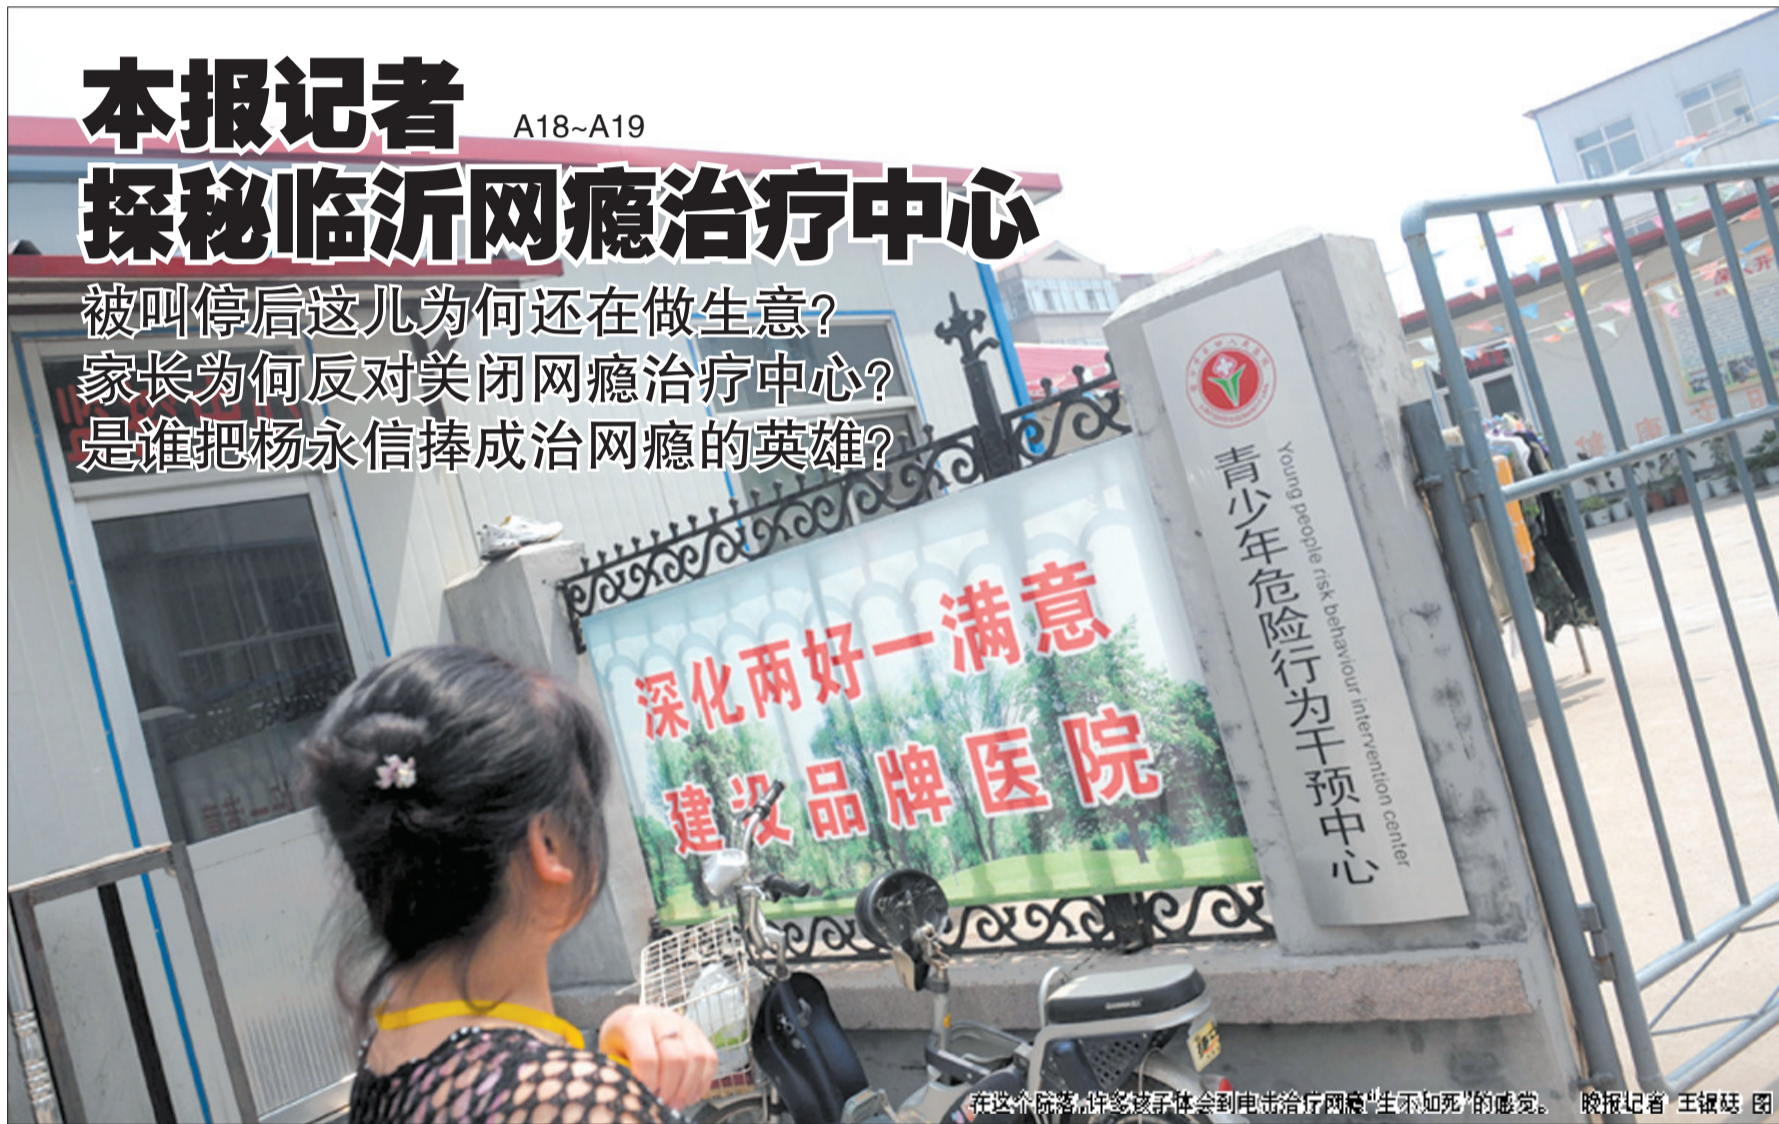 本报记者
A18~A19
探秘临沂网瘾治疗中心
被叫停后这儿为何还在做生意?
家长为何反对关闭网瘾治疗中心?
是谁把杨永信捧成治网瘾的英雄?
深化两好一满意
建设品牌医院
青少年危险行为干预中心
Young people risk behaviour intervention center
在这个院落,许多孩子体会到电击治疗网瘾“生不如死”的感觉。 晚报记者 王银廷 图